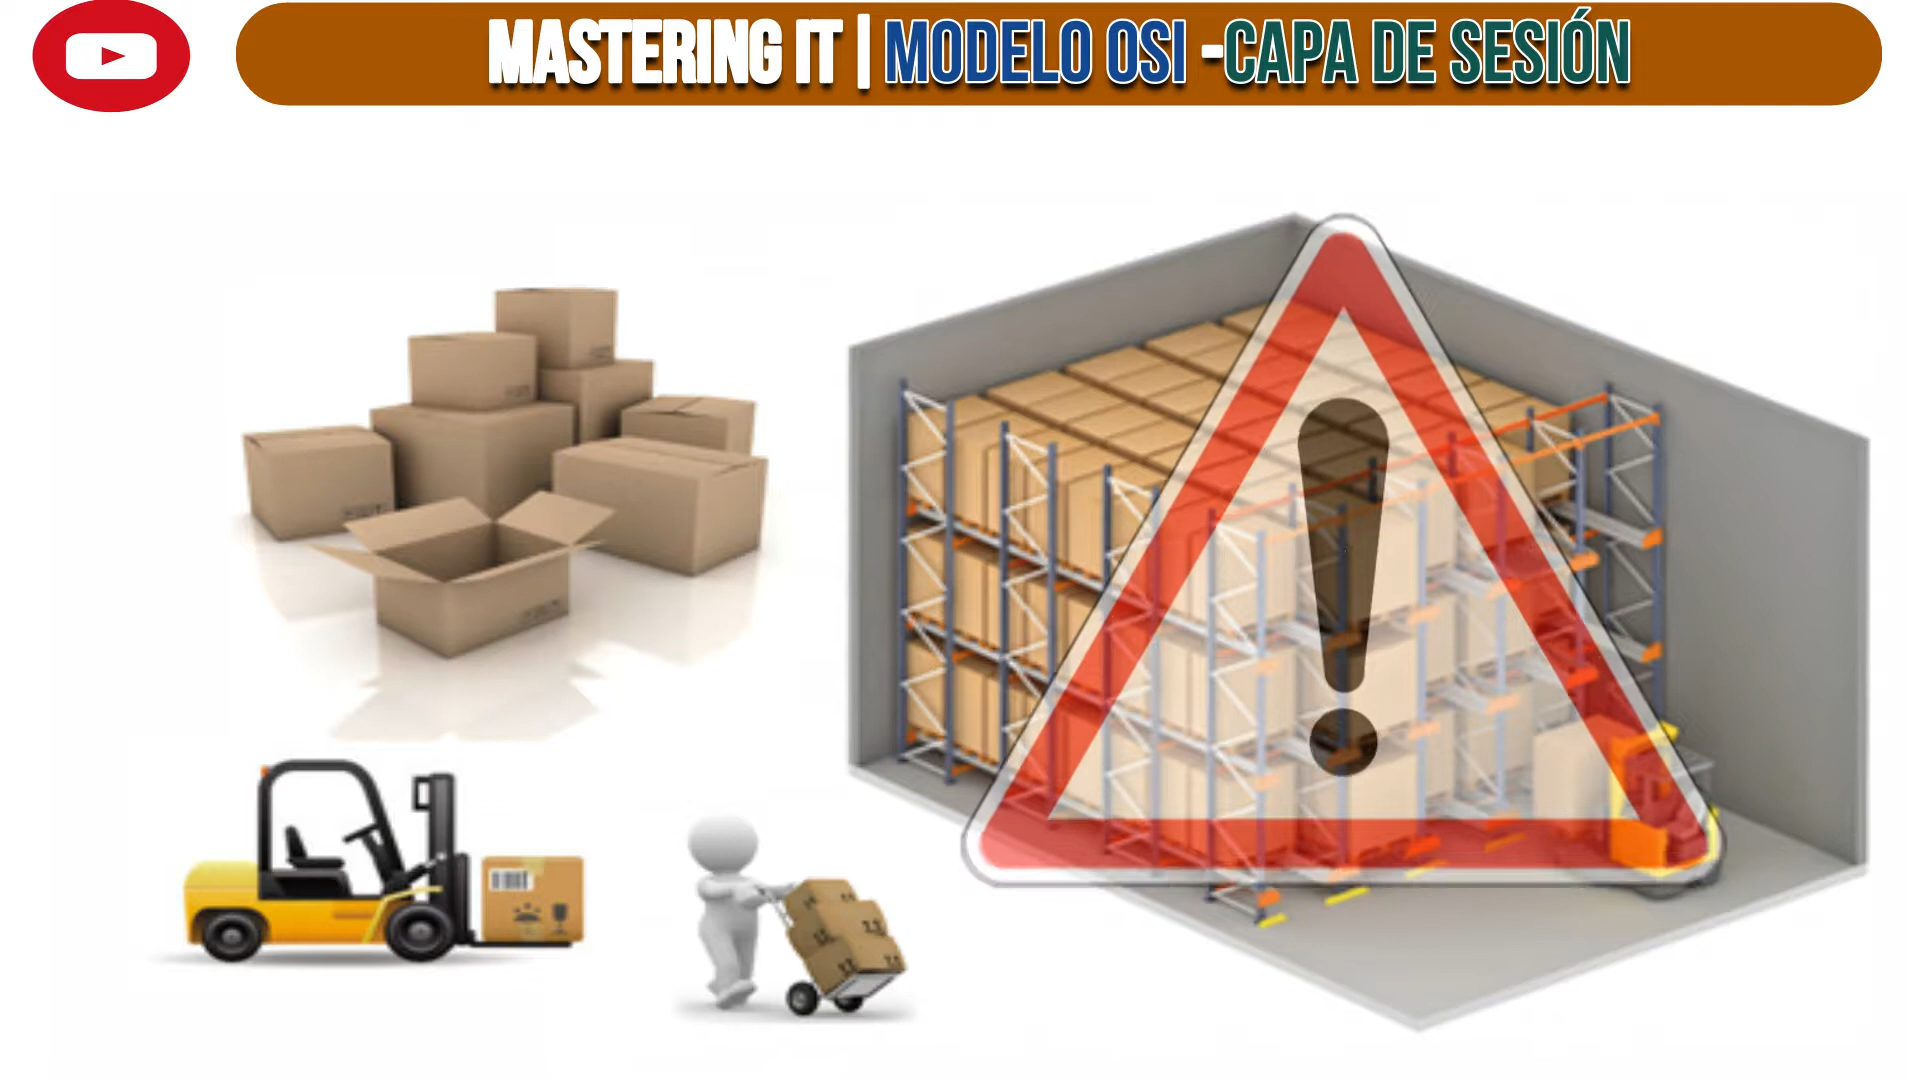 MASTERING IT | MODELO OSI -CAPA DE SESIÓN